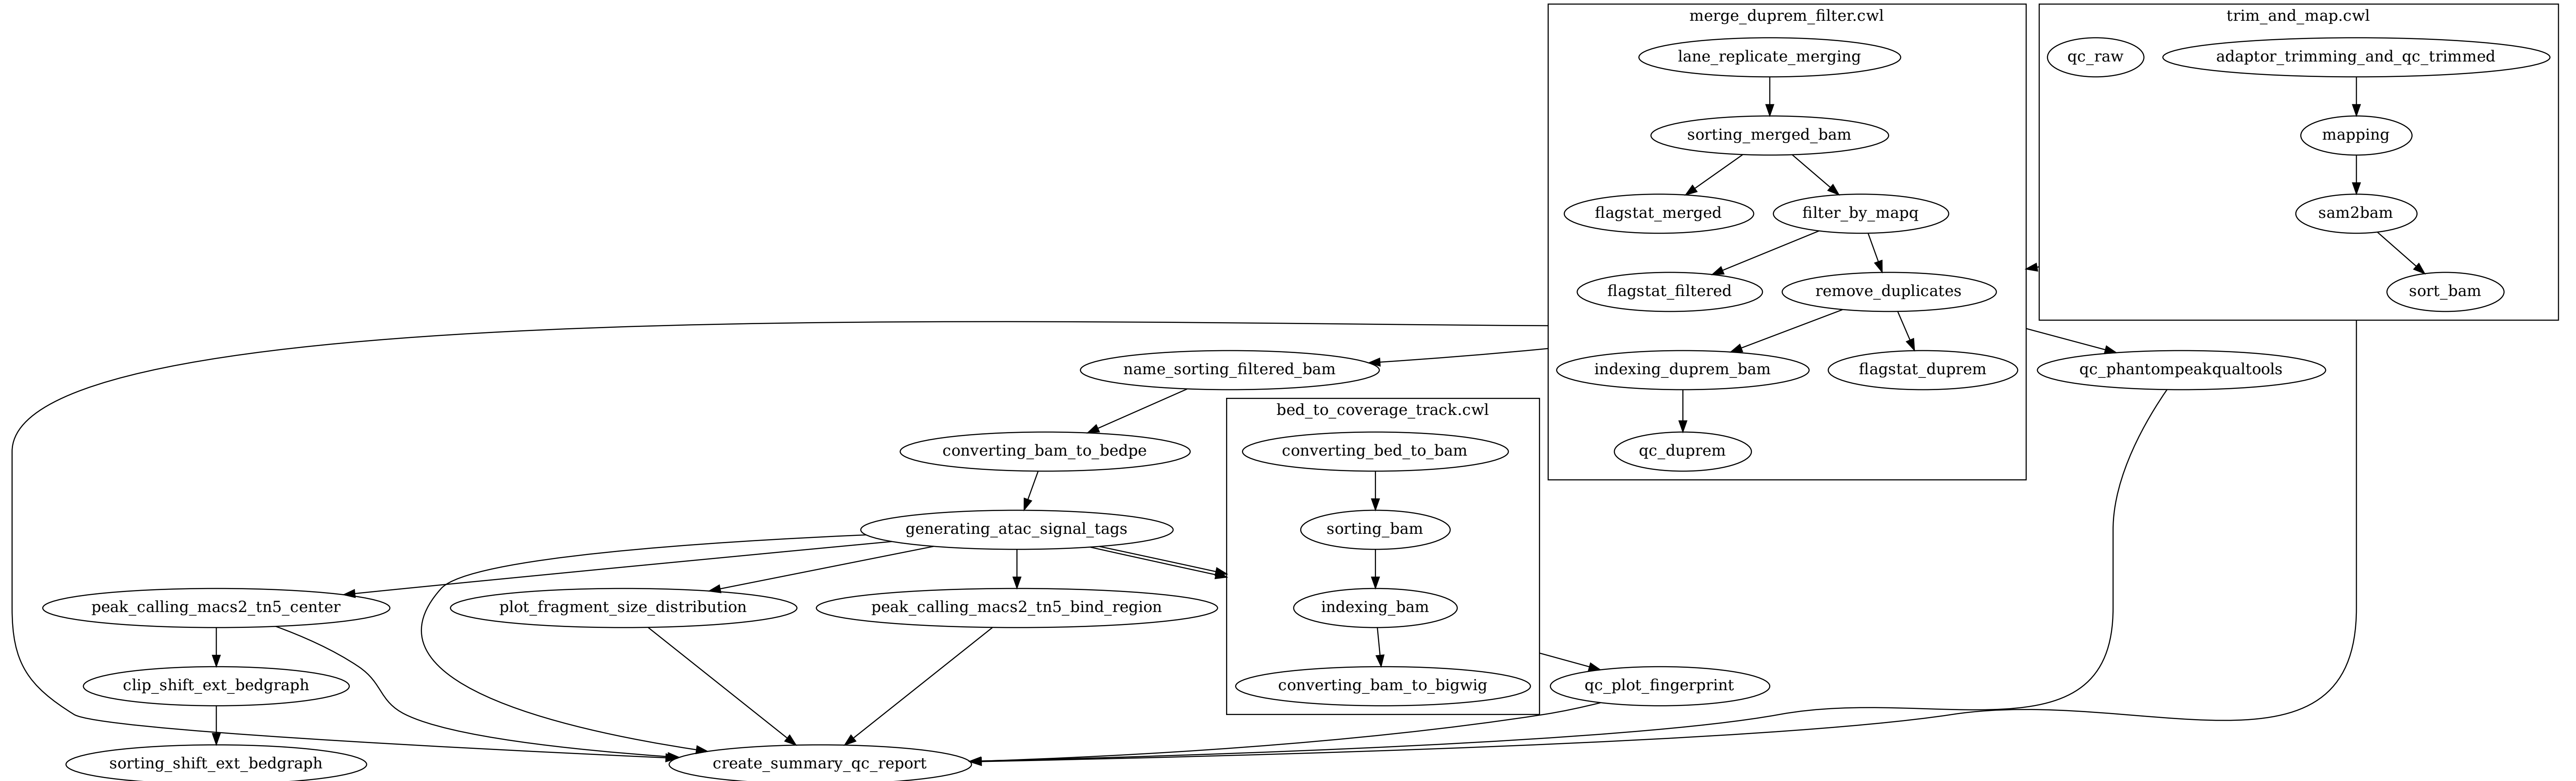 merge_duprem_filter.cwl
trim_and_map.cwl
lane_replicate_merging
qc_raw
adaptor_trimming_and_qc_trimmed
sorting_merged_bam
mapping
flagstat_merged
filter_by_mapq
sam2bam
flagstat_filtered
remove_duplicates
sort_bam
name_sorting_filtered_bam
indexing_duprem_bam
flagstat_duprem
qc_phantompeakqualtools
bed_to_coverage_track.cwl
converting_bam_to_bedpe
converting_bed_to_bam
qc_duprem
generating_atac_signal_tags
sorting_bam
peak_calling_macs2_tn5_center
plot_fragment_size_distribution
peak_calling_macs2_tn5_bind_region
indexing_bam
clip_shift_ext_bedgraph
converting_bam_to_bigwig
qc_plot_fingerprint
sorting_shift_ext_bedgraph
create_summary_qc_report